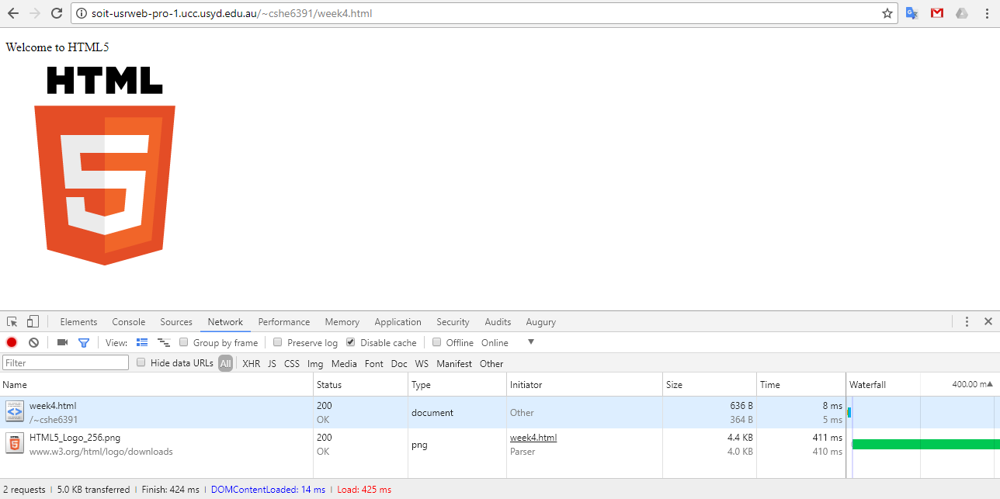 soit-usrweb-pro-1.ucc.usyd.edu.au/~cshe6391/week4.html
Welcome to HTML5
HTML
5
Elements Console Sources Network Performance Memory Application Security Audits Augury
View: Group by frame Preserve log Disable cache Offline Online
Filter Hide data URLs All XHR JS CSS Img Media Font Doc WS Manifest Other
Name Status Type Initiator Size Time Waterfall 400.00 m
week4.html 200 document Other 636 B 8 ms
/~cshe6391 OK 364 B 5 ms
HTML5_Logo_256.png 200 png week4.html 4.4 KB 411 ms
www.w3.org/html/logo/downloads OK Parser 4.0 KB 410 ms
2 requests 5.0 KB transferred Finish: 424 ms DOMContentLoaded: 14 ms Load: 425 ms